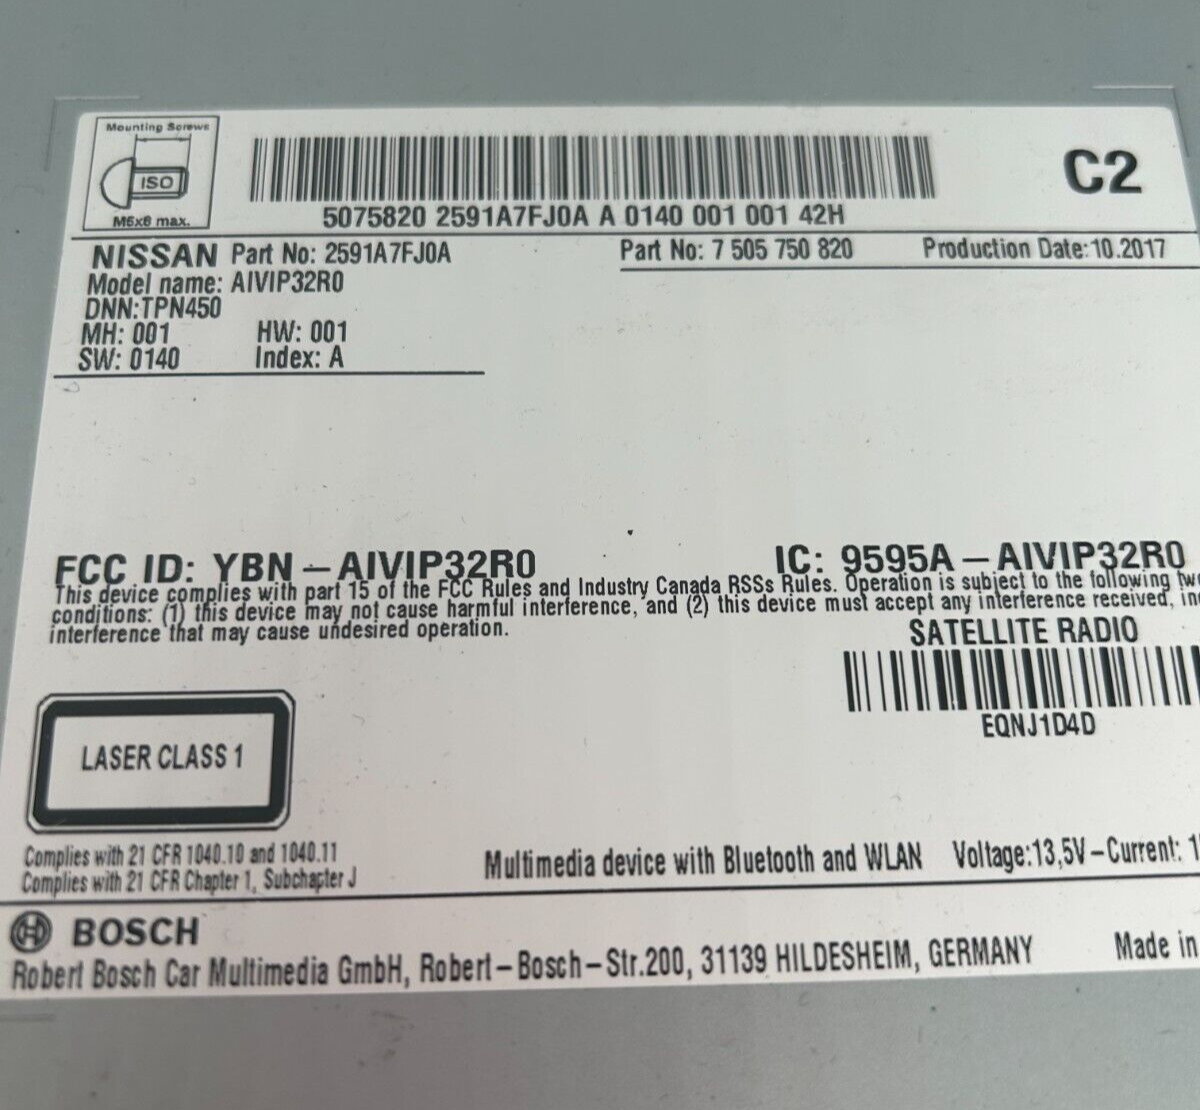 Mounting Screws
ISO
M5x8 max.
C2
5075820 2591A7FJ0A A 0140 001 001 42H
NISSAN Part No: 2591A7FJ0A Part No: 7 505 750 820 Production Date:10.2017
Model name: AIVIP32R0
DNN:TPN450
MH: 001 HW: 001
SW: 0140 Index: A
FCC ID: YBN-AIVIP32R0 IC: 9595A-AIVIP32R0
This device complies with part 15 of the FCC Rules and Industry Canada RSSs Rules. Operation is subject to the following
conditions: (1) this device may not cause harmful interference, and (2) this device must accept any interference received,
interference that may cause undesired operation.
SATELLITE RADIO
EQNJ1D4D
LASER CLASS 1
Complies with 21 CFR 1040.10 and 1040.11
Complies with 21 CFR Chapter 1, Subchapter J
Multimedia device with Bluetooth and WLAN Voltage:13,5V-Current:
BOSCH
Robert Bosch Car Multimedia GmbH, Robert-Bosch-Str.200, 31139 HILDESHEIM, GERMANY Made in